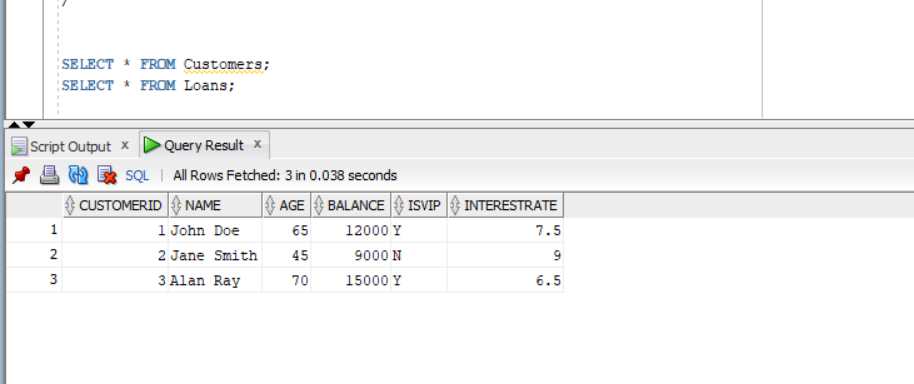 /
SELECT * FROM Customers;
SELECT * FROM Loans;
Script Output x Query Result x
SQL | All Rows Fetched: 3 in 0.038 seconds
CUSTOMERID NAME AGE BALANCE ISVIP INTERESTRATE
1 1 John Doe 65 12000 Y 7.5
2 2 Jane Smith 45 9000 N 9
3 3 Alan Ray 70 15000 Y 6.5